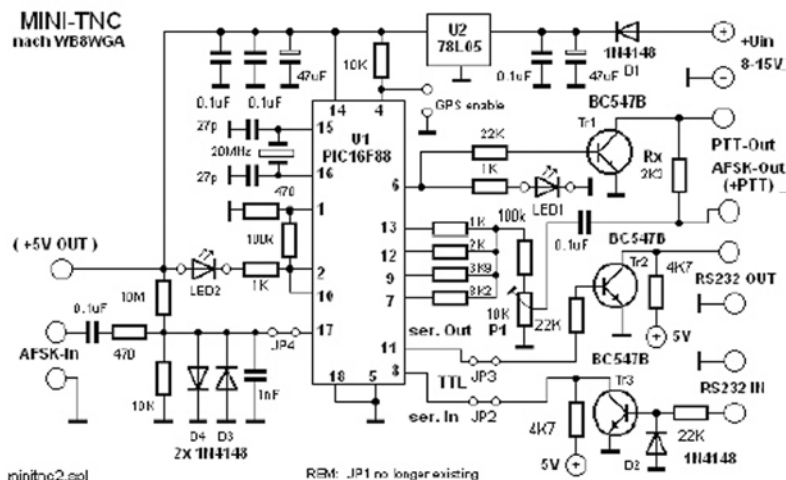 MINI-TNC
nach WB8WGA
U2
78L05
1N4148
D1
+Uin
8-15V
0.1uF
0.1uF
47uF
10K
0.1uF
47uF
GPS enable
14
4
27p
15
20MHz
27p
16
U1
PIC16F88
22K
BC547B
Tr1
PTT-Out
Rx
2K2
AFSK-Out
(+PTT)
6
1K
LED1
470
1
100k
13
1K
12
2K
9
3K9
7
8K2
100k
0.1uF
10K
P1
22K
BC547B
Tr2
4K7
RS232 OUT
5V
( +5V OUT )
LED2
1K
2
10
10M
0.1uF
470
AFSK-In
17
JP4
ser. Out
11
8
TTL
JP3
ser. In
JP2
BC547B
Tr3
RS232 IN
10K
1nF
D4
D3
2x 1N4148
18
5
4K7
5V
22K
D2
1N4148
minitnc2.spl
REM: JP1 no longer existing